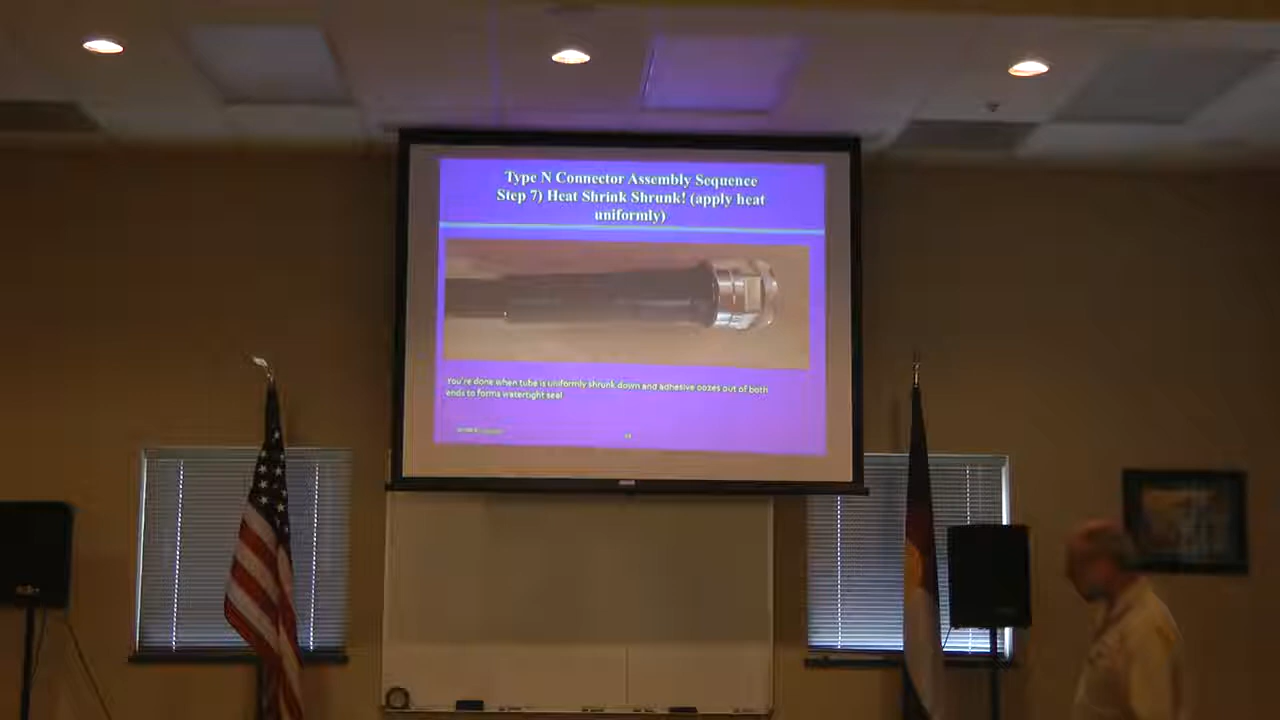 Type N Connector Assembly Sequence
Step 7) Heat Shrink Shrunk! (apply heat
uniformly)
You're done when tube is uniformly shrunk down and adhesive oozes out of both
ends to forms watertight seal